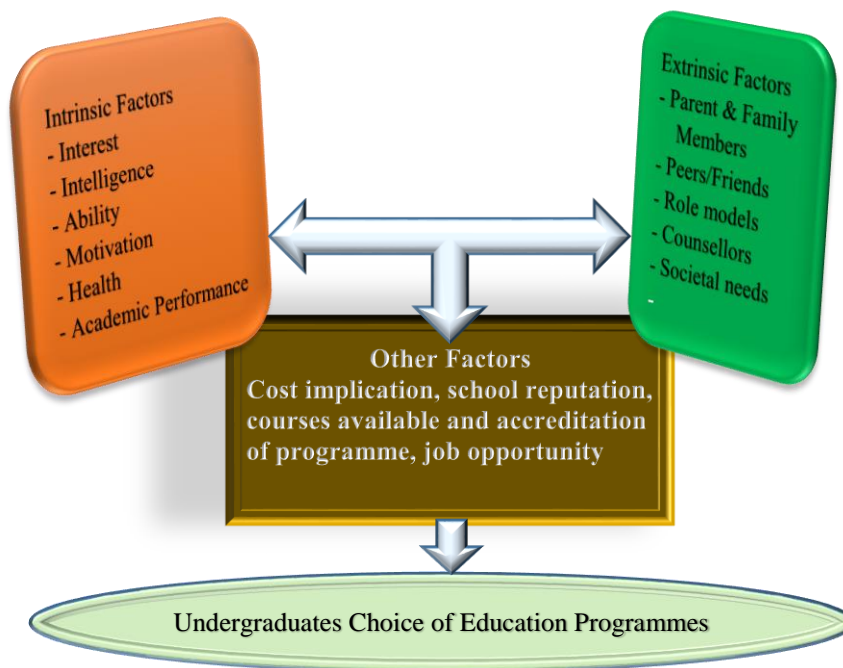 Intrinsic Factors
- Interest
- Intelligence
- Ability
- Motivation
- Health
- Academic Performance
Extrinsic Factors
- Parent & Family
Members
- Peers/Friends
- Role models
- Counsellors
- Societal needs
-
Other Factors
Cost implication, school reputation,
courses available and accreditation
of programme, job opportunity
Undergraduates Choice of Education Programmes